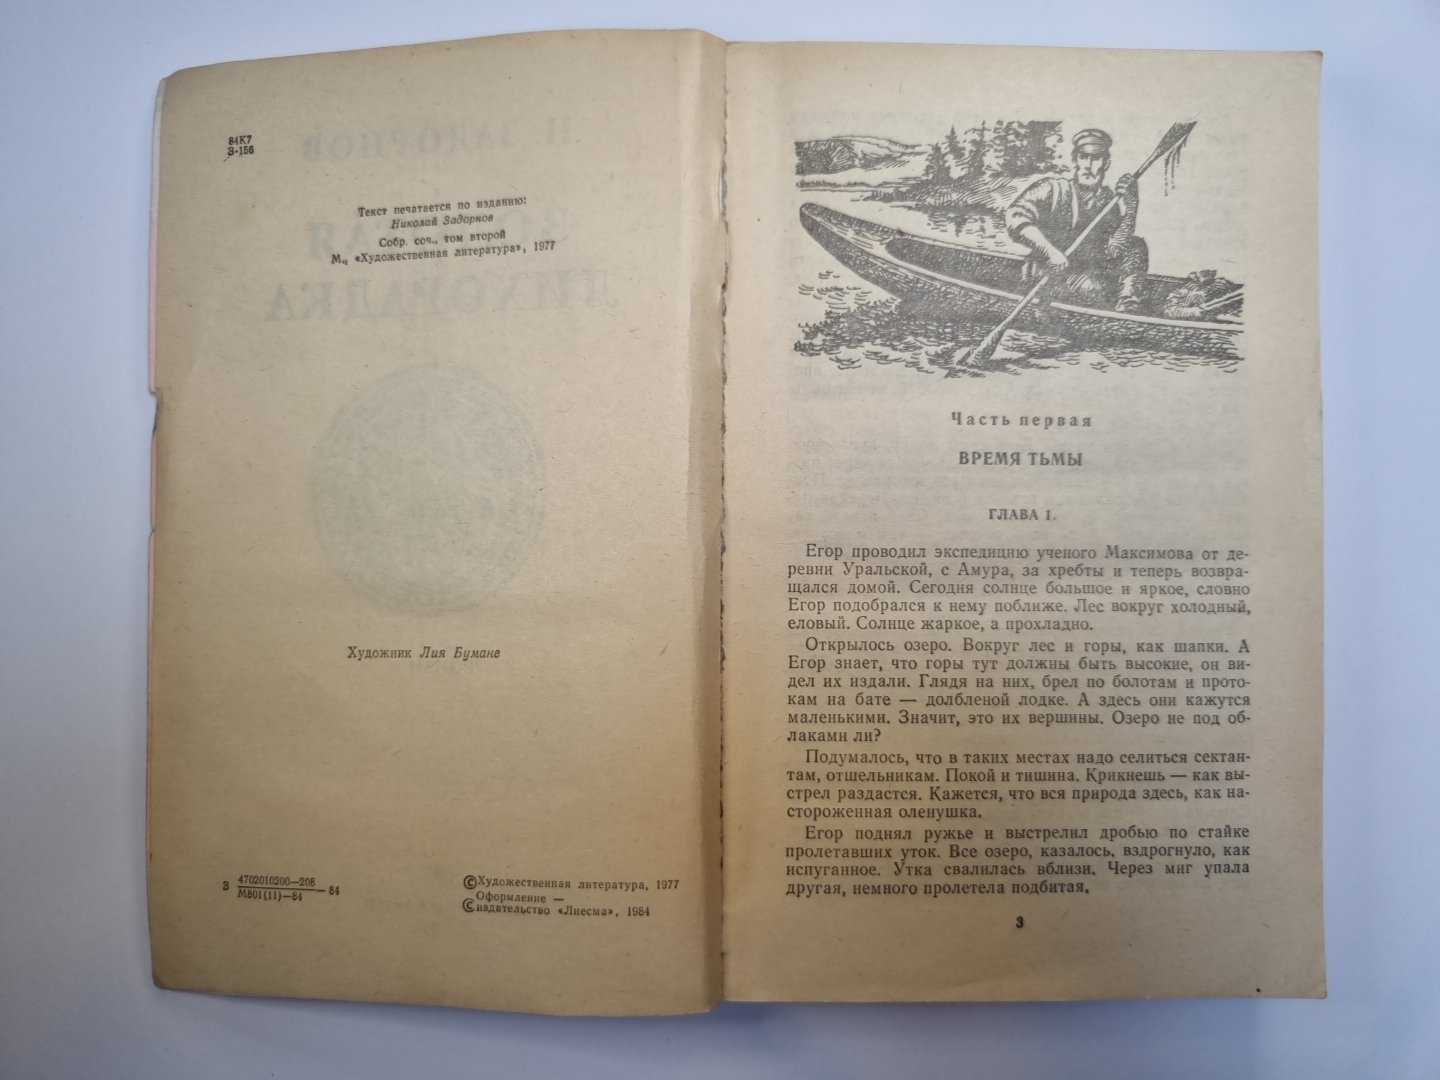 84К7
З-156
Текст печатается по изданию:
Николай Задорнов
Собр. соч., том второй
М., «Художественная литература», 1977
Художник Лия Бумане
З 4702010200—208 —84
М801(11)—84
©Художественная литература, 1977
Оформление —
©издательство «Лиесма», 1984
Часть первая
ВРЕМЯ ТЬМЫ
ГЛАВА 1.
Егор проводил экспедицию ученого Максимова от де-
ревни Уральской, с Амура, за хребты и теперь возвра-
щался домой. Сегодня солнце большое и яркое, словно
Егор подобрался к нему поближе. Лес вокруг холодный,
еловый. Солнце жаркое, а прохладно.
Открылось озеро. Вокруг лес и горы, как шапки. А
Егор знает, что горы тут должны быть высокие, он ви-
дел их издали. Глядя на них, брел по болотам и прото-
кам на бате — долбленой лодке. А здесь они кажутся
маленькими. Значит, это их вершины. Озеро не под об-
лаками ли?
Подумалось, что в таких местах надо селиться сектан-
там, отшельникам. Покой и тишина. Крикнешь — как вы-
стрел раздастся. Кажется, что вся природа здесь, как на-
стороженная оленушка.
Егор поднял ружье и выстрелил дробью по стайке
пролетавших уток. Все озеро, казалось, вздрогнуло, как
испуганное. Утка свалилась вблизи. Через миг упала
другая, немного пролетела подбитая.
3